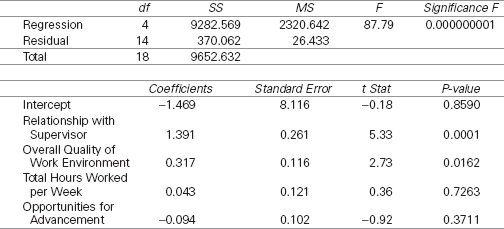 df SS MS F Significance F
Regression 4 9282.569 2320.642 87.79 0.000000001
Residual 14 370.062 26.433
Total 18 9652.632
Coefficients Standard Error t Stat P-value
Intercept −1.469 8.116 −0.18 0.8590
Relationship with
Supervisor 1.391 0.261 5.33 0.0001
Overall Quality of
Work Environment 0.317 0.116 2.73 0.0162
Total Hours Worked
per Week 0.043 0.121 0.36 0.7263
Opportunities for
Advancement −0.094 0.102 −0.92 0.3711